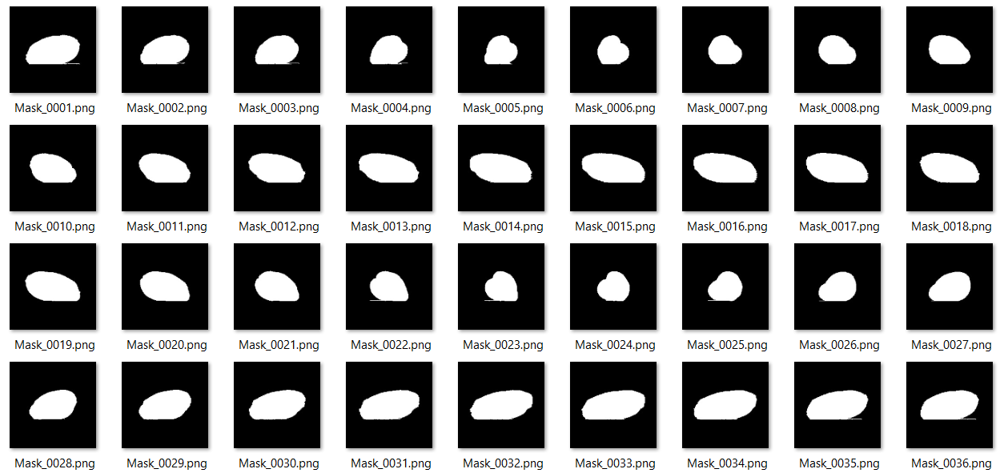 Mask_0001.png Mask_0002.png Mask_0003.png Mask_0004.png Mask_0005.png Mask_0006.png Mask_0007.png Mask_0008.png Mask_0009.png
Mask_0010.png Mask_0011.png Mask_0012.png Mask_0013.png Mask_0014.png Mask_0015.png Mask_0016.png Mask_0017.png Mask_0018.png
Mask_0019.png Mask_0020.png Mask_0021.png Mask_0022.png Mask_0023.png Mask_0024.png Mask_0025.png Mask_0026.png Mask_0027.png
Mask_0028.png Mask_0029.png Mask_0030.png Mask_0031.png Mask_0032.png Mask_0033.png Mask_0034.png Mask_0035.png Mask_0036.png